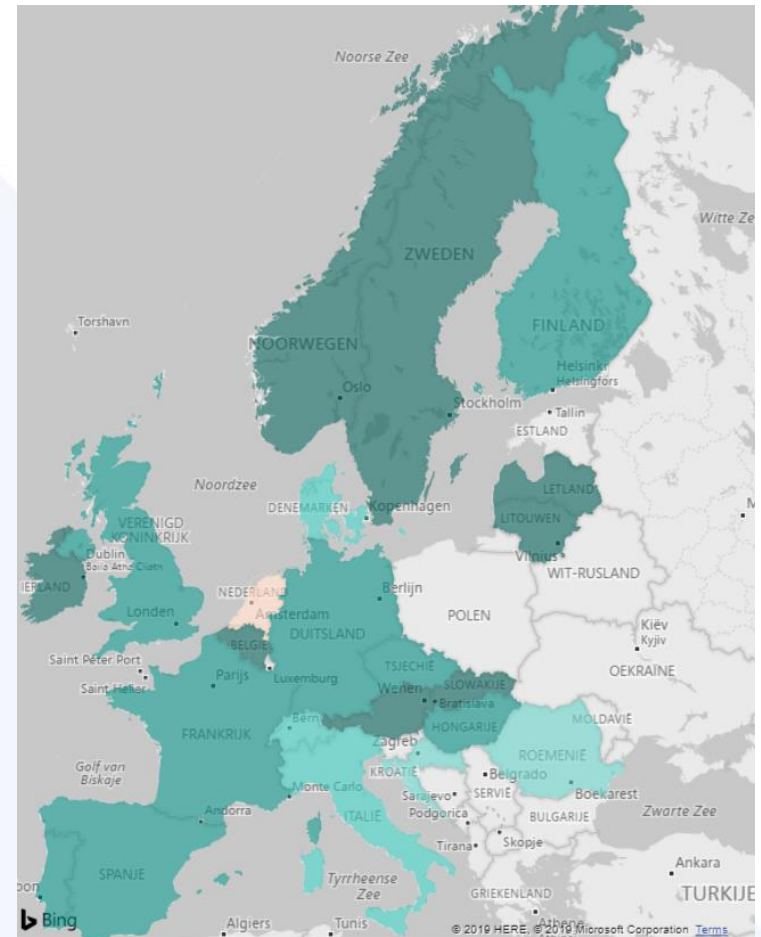 Noorse Zee
Witte Ze
ZWEDEN
Torshavn
FINLAND
NOORWEGEN
Helsinki
Helsingfors
Oslo
Stockholm
Tallin
ESTLAND
Noordzee
LETLAND
DENEMARKEN
Kopenhagen
LITOUWEN
VERENIGD
KONINKRIJK
Dublin
Baila Atha Cliath
Vilnius
WIT-RUSLAND
IERLAND
NEDERLAND
Berlijn
Amsterdam
Londen
POLEN
DUITSLAND
Kiëv
Kyjiv
BELGIË
Saint Peter Port
TSJECHIË
OEKRAÏNE
Parijs
Luxemburg
Saint Helier
SLOWAKIJE
Wenen
Bratislava
MOLDAVIË
Bern
HONGARIJE
FRANKRIJK
Zagreb
ROEMENIË
Golf van
Biskaje
KROATIË
Belgrado
Monte Carlo
Sarajevo
SERVIË
Boekarest
Andorra
Podgorica
Zwarte Zee
ITALIË
BULGARIJE
Skopje
Tirana
Ankara
SPANJE
Tyrrheense
Zee
GRIEKENLAND
TURKIJE
Bing
Algiers
Tunis
Athene
© 2019 HERE, © 2019 Microsoft Corporation Terms